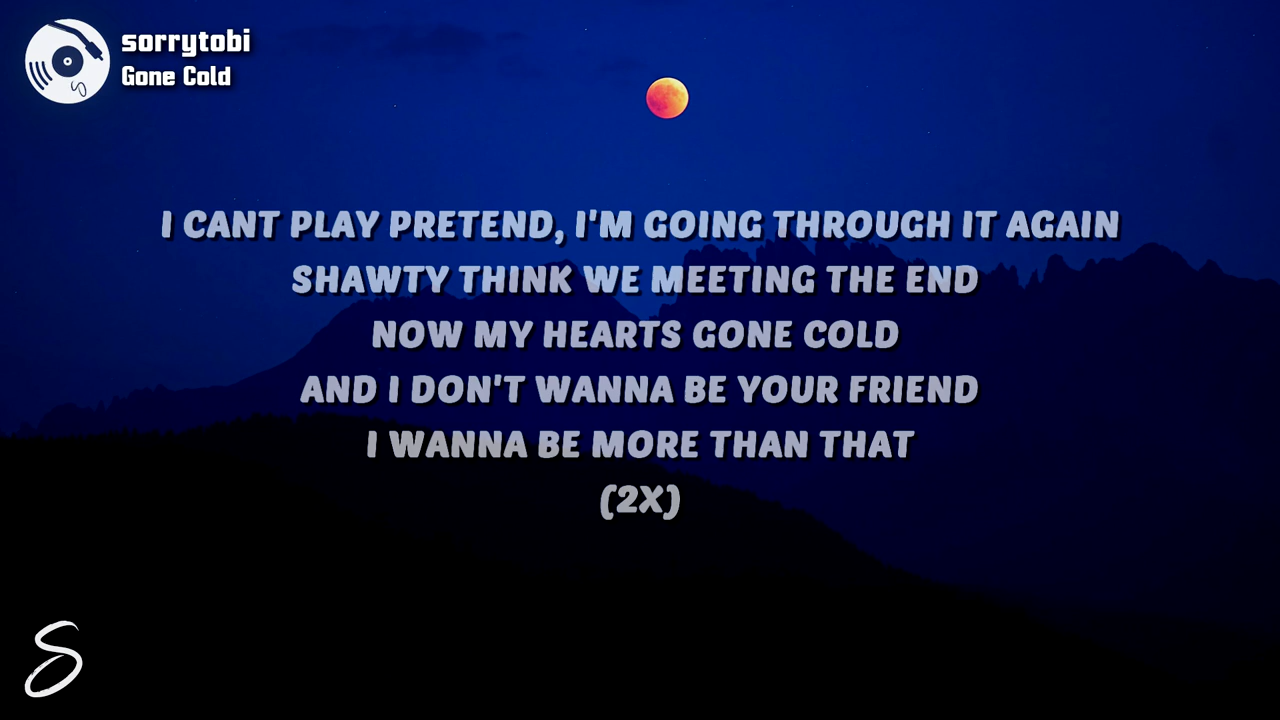 sorrytobi
Gone Cold
I CANT PLAY PRETEND, I'M GOING THROUGH IT AGAIN
SHAWTY THINK WE MEETING THE END
NOW MY HEARTS GONE COLD
AND I DON'T WANNA BE YOUR FRIEND
I WANNA BE MORE THAN THAT
(2X)
S